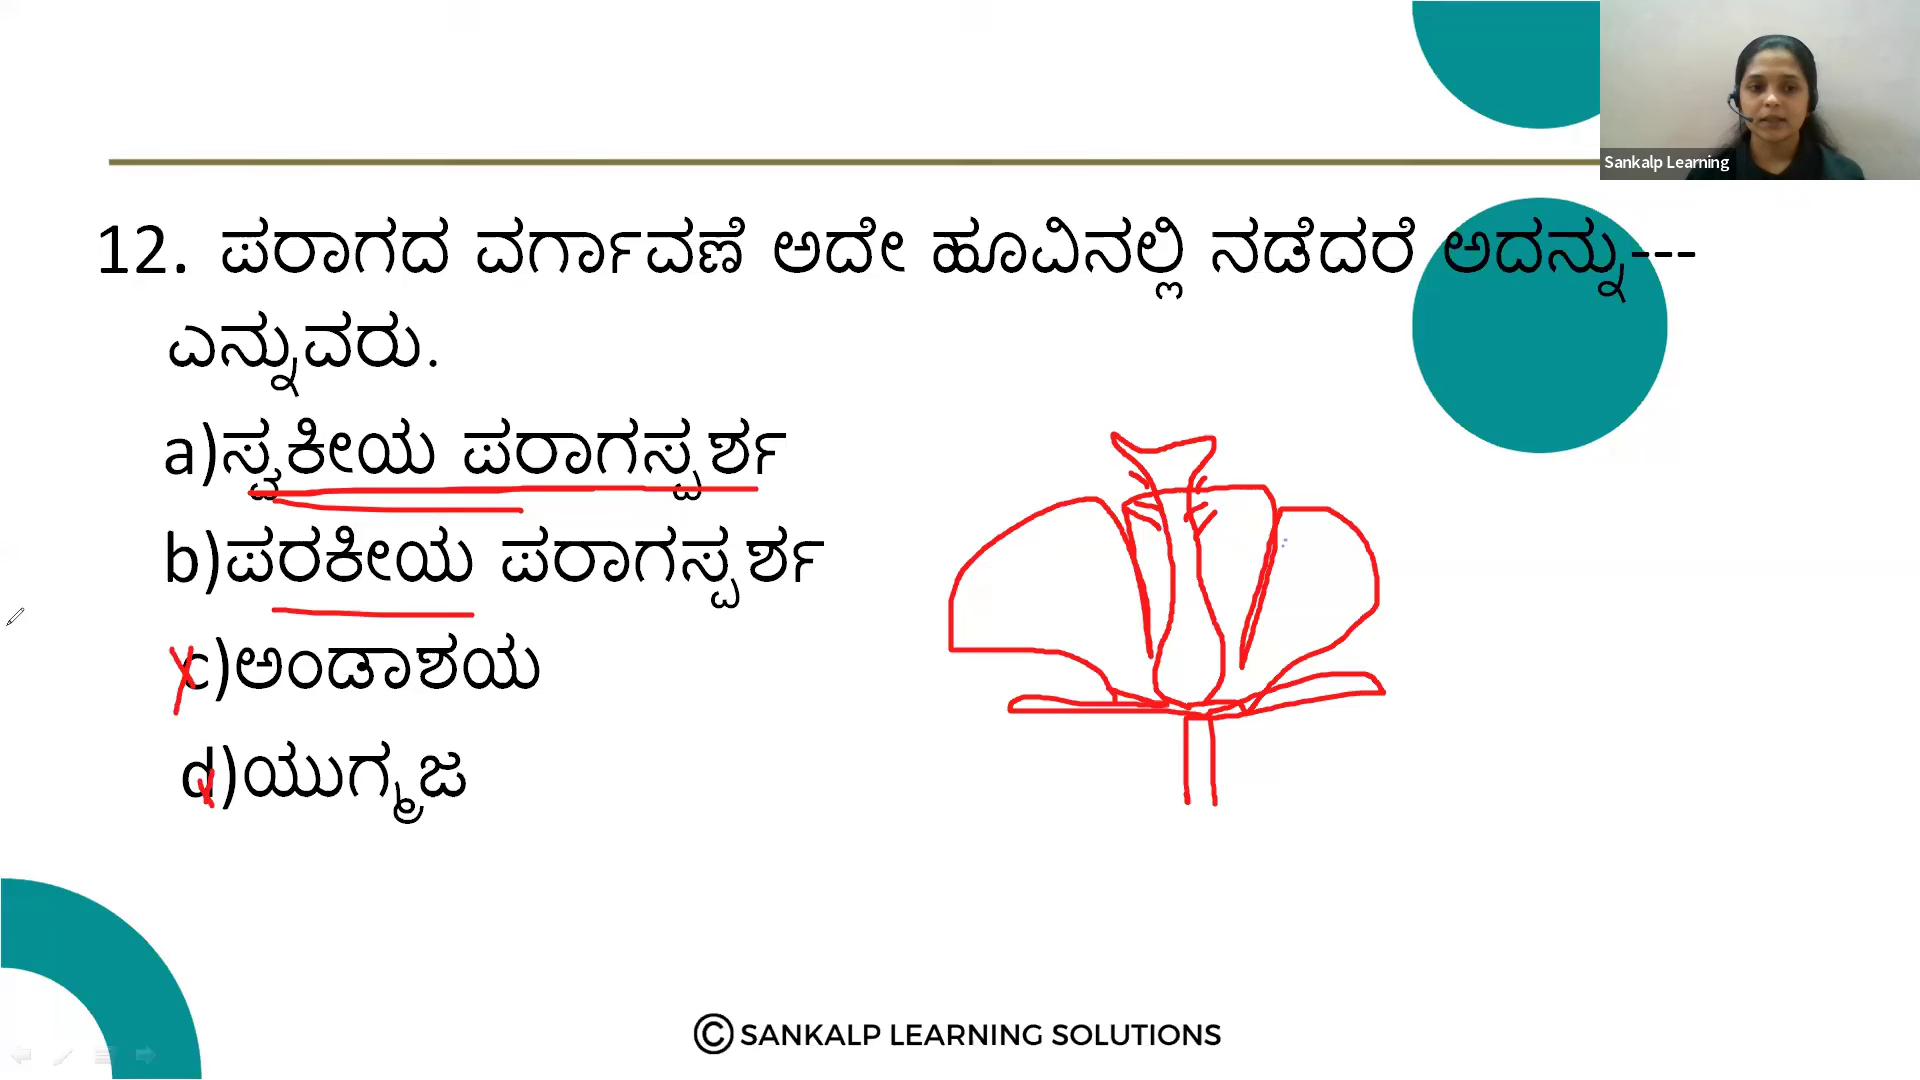 Sankalp Learning
12. ಪರಾಗದ ವರ್ಗಾವಣೆ ಅದೇ ಹೂವಿನಲ್ಲಿ ನಡೆದರೆ ಅದನ್ನು---
ಎನ್ನುವರು.
a)ಸ್ವಕೀಯ ಪರಾಗಸ್ಪರ್ಶ
b)ಪರಕೀಯ ಪರಾಗಸ್ಪರ್ಶ
c)ಅಂಡಾಶಯ
d)ಯುಗ್ಮಜ
© SANKALP LEARNING SOLUTIONS